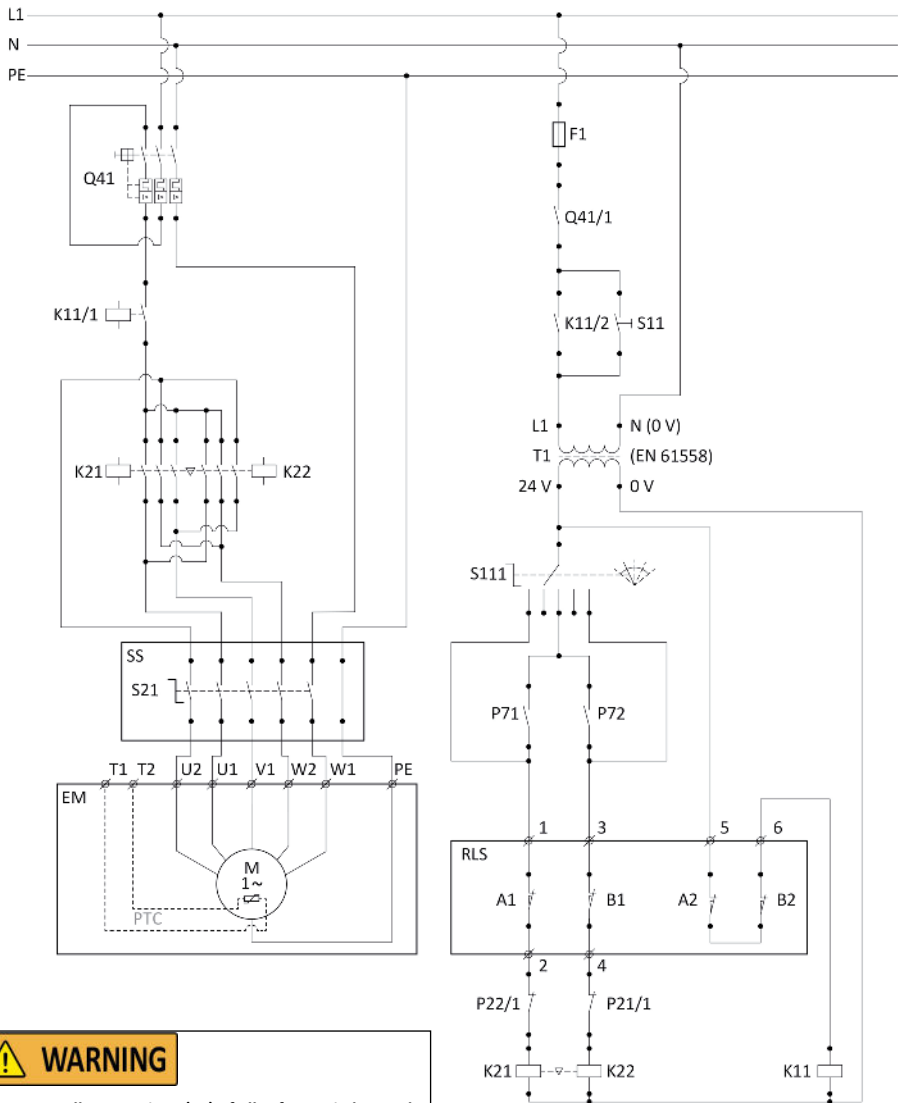 L1
N
PE
F1
Q41
Q41/1
K11/1
K11/2
S11
L1
N (0 V)
T1
(EN 61558)
K21
K22
24 V
0 V
S111
SS
S21
P71
P72
T1
T2
U2
U1
V1
W2
W1
PE
EM
M
1~
PTC
1
3
5
6
RLS
A1
B1
A2
B2
2
4
P22/1
P21/1
K21
K22
K11
WARNING